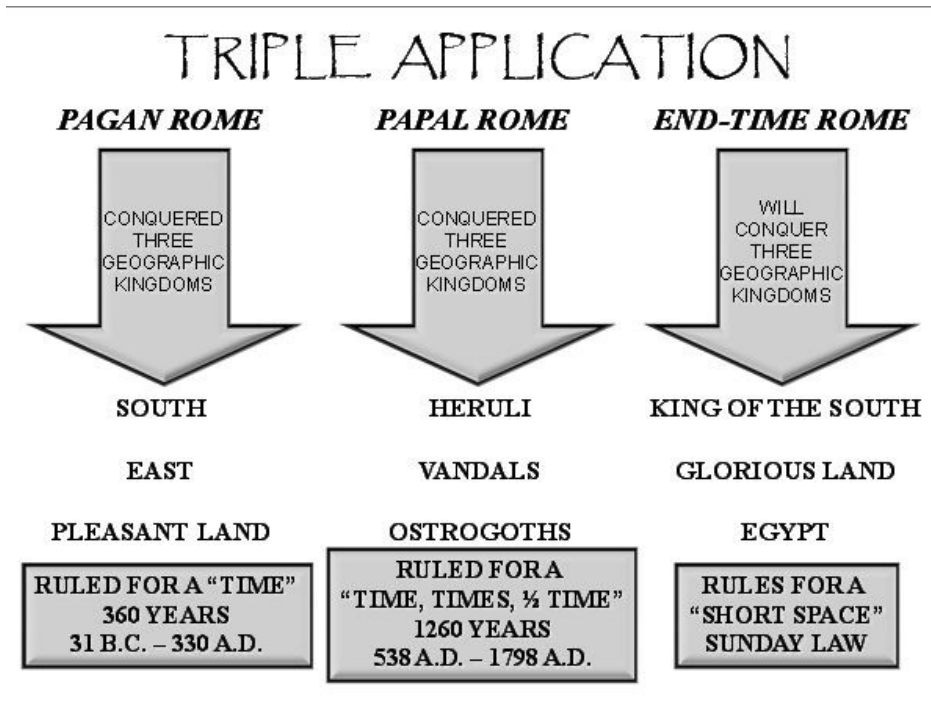 TRIPLE APPLICATION
PAGAN ROME
CONQUERED
THREE
GEOGRAPHIC
KINGDOMS
SOUTH
EAST
PLEASANT LAND
RULED FOR A “TIME”
360 YEARS
31 B.C. – 330 A.D.
PAPAL ROME
CONQUERED
THREE
GEOGRAPHIC
KINGDOMS
HERULI
VANDALS
OSTROGOTHS
RULED FOR A
“TIME, TIMES, ½ TIME”
1260 YEARS
538 A.D. – 1798 A.D.
END-TIME ROME
WILL
CONQUER
THREE
GEOGRAPHIC
KINGDOMS
KING OF THE SOUTH
GLORIOUS LAND
EGYPT
RULES FOR A
“SHORT SPACE”
SUNDAY LAW